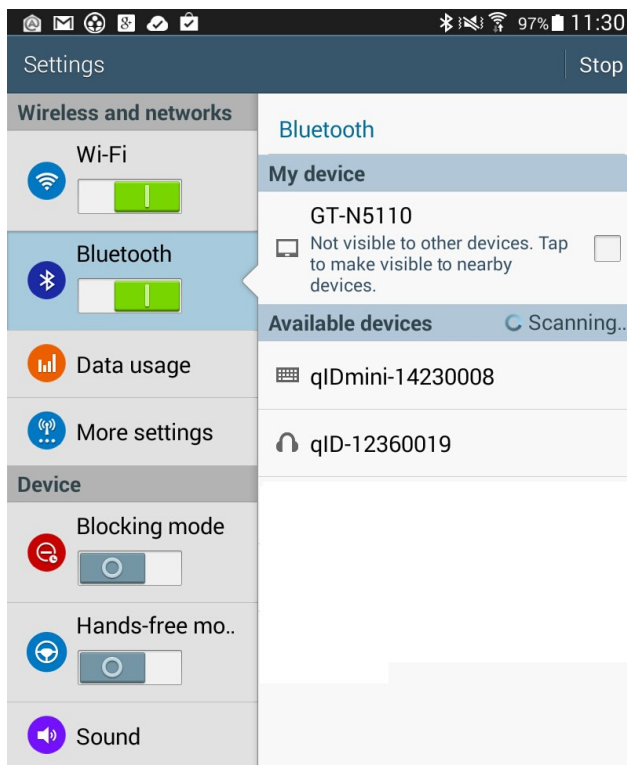 97% 11:30
Settings
Stop
Wireless and networks
Wi-Fi
Bluetooth
Data usage
More settings
Device
Blocking mode
Hands-free mo..
Sound
Bluetooth
My device
GT-N5110
Not visible to other devices. Tap
to make visible to nearby
devices.
Available devices
Scanning..
qIDmini-14230008
qID-12360019